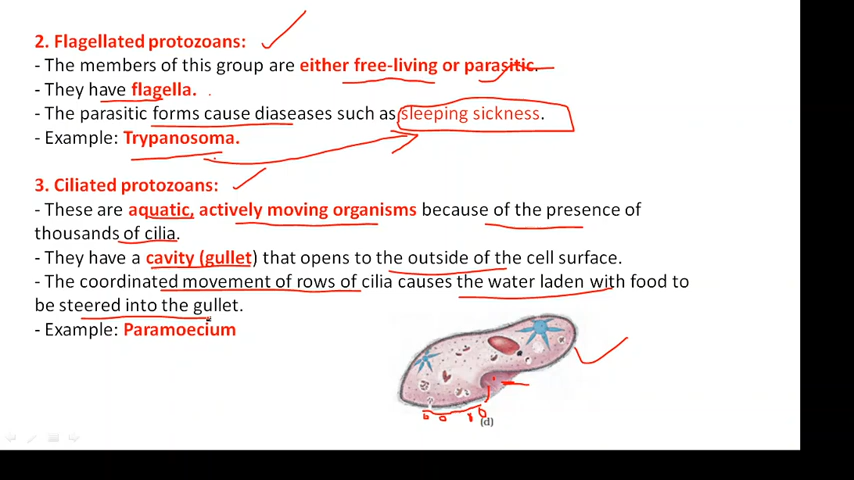 2. Flagellated protozoans:
- The members of this group are either free-living or parasitic.
- They have flagella.
- The parasitic forms cause diaseases such as sleeping sickness.
- Example: Trypanosoma.
3. Ciliated protozoans:
- These are aquatic, actively moving organisms because of the presence of
thousands of cilia.
- They have a cavity (gullet) that opens to the outside of the cell surface.
- The coordinated movement of rows of cilia causes the water laden with food to
be steered into the gullet.
- Example: Paramoecium
(d)